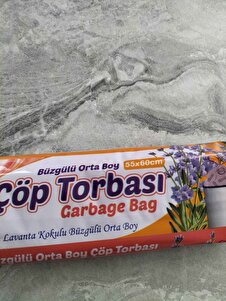 Büzgülü Orta Boy 55x60cm
Çöp Torbası
Garbage Bag
Lavanta Kokulu Büzgülü Orta Boy
Büzgülü Orta Boy Çöp Torbası